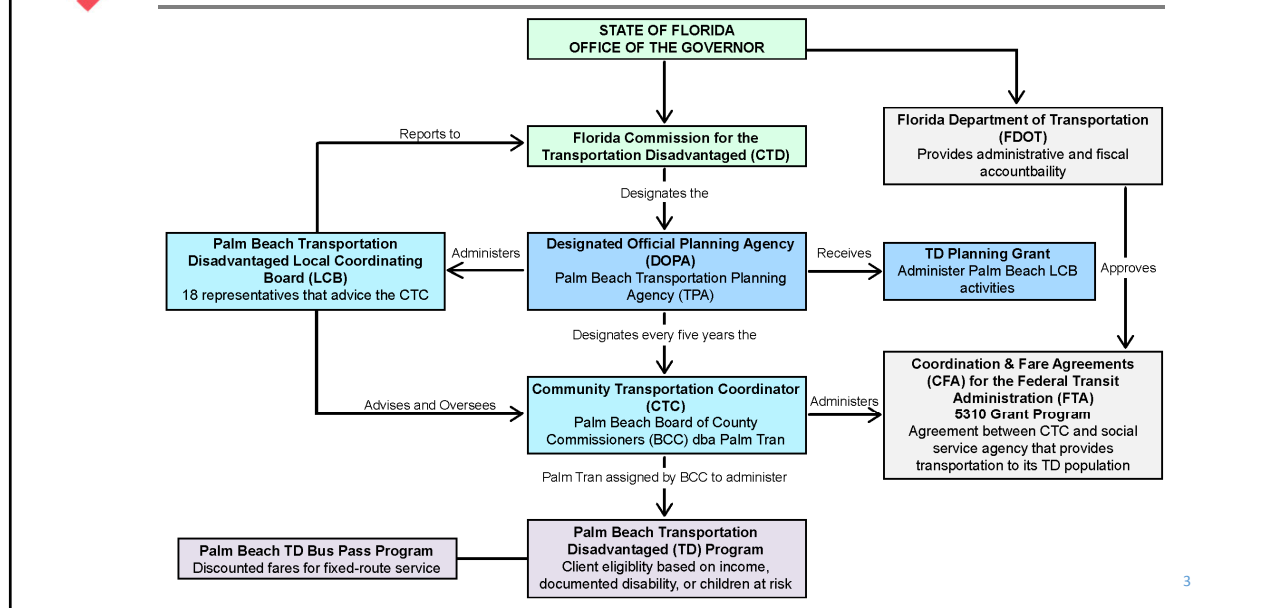 STATE OF FLORIDA
OFFICE OF THE GOVERNOR
Florida Department of Transportation
(FDOT)
Provides administrative and fiscal
accountbaility
Reports to
Florida Commission for the
Transportation Disadvantaged (CTD)
Designates the
Palm Beach Transportation
Disadvantaged Local Coordinating
Board (LCB)
18 representatives that advice the CTC
Administers
Designated Official Planning Agency
(DOPA)
Palm Beach Transportation Planning
Agency (TPA)
Receives
TD Planning Grant
Administer Palm Beach LCB
activities
Approves
Designates every five years the
Advises and Oversees
Community Transportation Coordinator
(CTC)
Palm Beach Board of County
Commissioners (BCC) dba Palm Tran
Administers
Coordination & Fare Agreements
(CFA) for the Federal Transit
Administration (FTA)
5310 Grant Program
Agreement between CTC and social
service agency that provides
transportation to its TD population
Palm Tran assigned by BCC to administer
Palm Beach TD Bus Pass Program
Discounted fares for fixed-route service
Palm Beach Transportation
Disadvantaged (TD) Program
Client eligiblity based on income,
documented disability, or children at risk
3